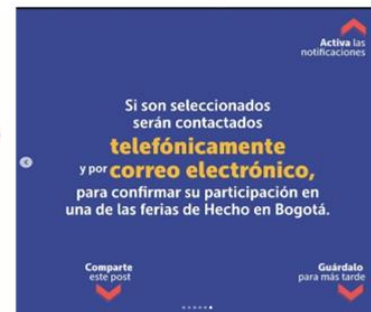 Activa las
notificaciones
Si son seleccionados
serán contactados
telefónicamente
y por correo electrónico,
para confirmar su participación en
una de las ferias de Hecho en Bogotá.
Comparte
este post
Guárdalo
para más tarde